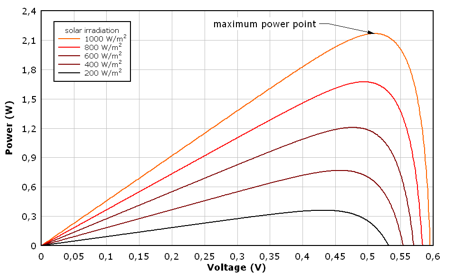 2,4
2,1
1,8
1,5
1,2
0,9
0,6
0,3
0
Power (W)
solar irradiation
1000 W/m²
800 W/m²
600 W/m²
400 W/m²
200 W/m²
maximum power point
0 0,05 0,1 0,15 0,2 0,25 0,3 0,35 0,4 0,45 0,5 0,55 0,6
Voltage (V)